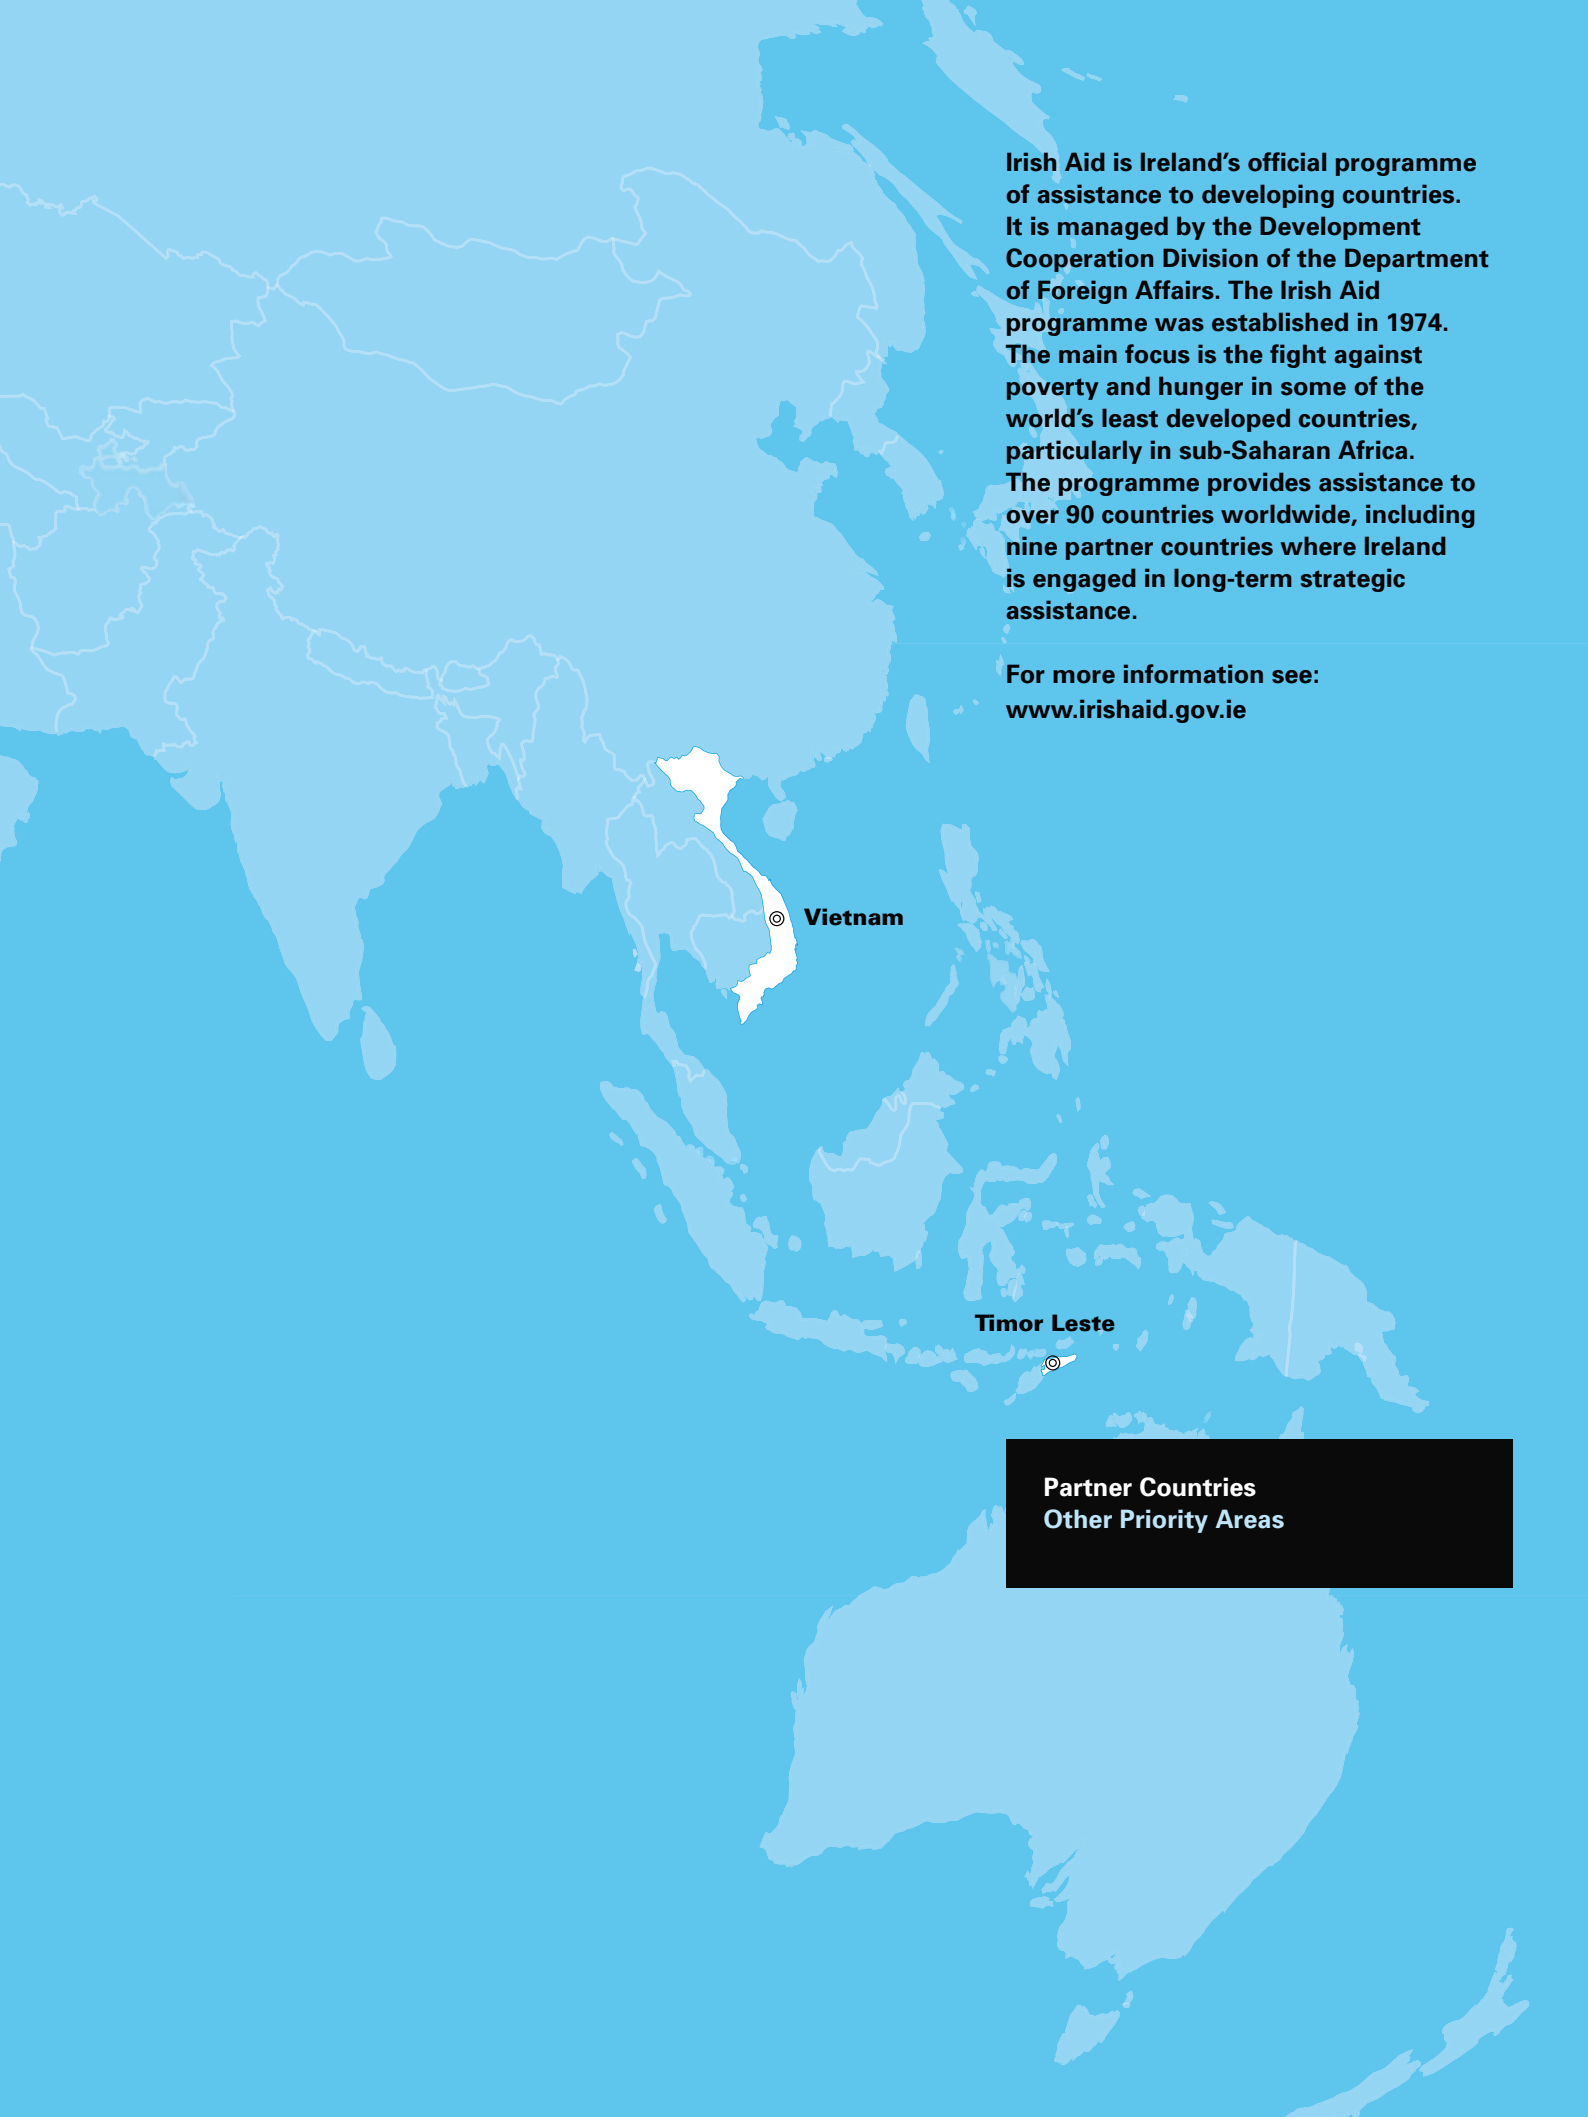 Irish Aid is Ireland’s official programme
of assistance to developing countries.
It is managed by the Development
Cooperation Division of the Department
of Foreign Affairs. The Irish Aid
programme was established in 1974.
The main focus is the fight against
poverty and hunger in some of the
world’s least developed countries,
particularly in sub-Saharan Africa.
The programme provides assistance to
over 90 countries worldwide, including
nine partner countries where Ireland
is engaged in long-term strategic
assistance.
For more information see:
www.irishaid.gov.ie
Vietnam
Timor Leste
Partner Countries
Other Priority Areas